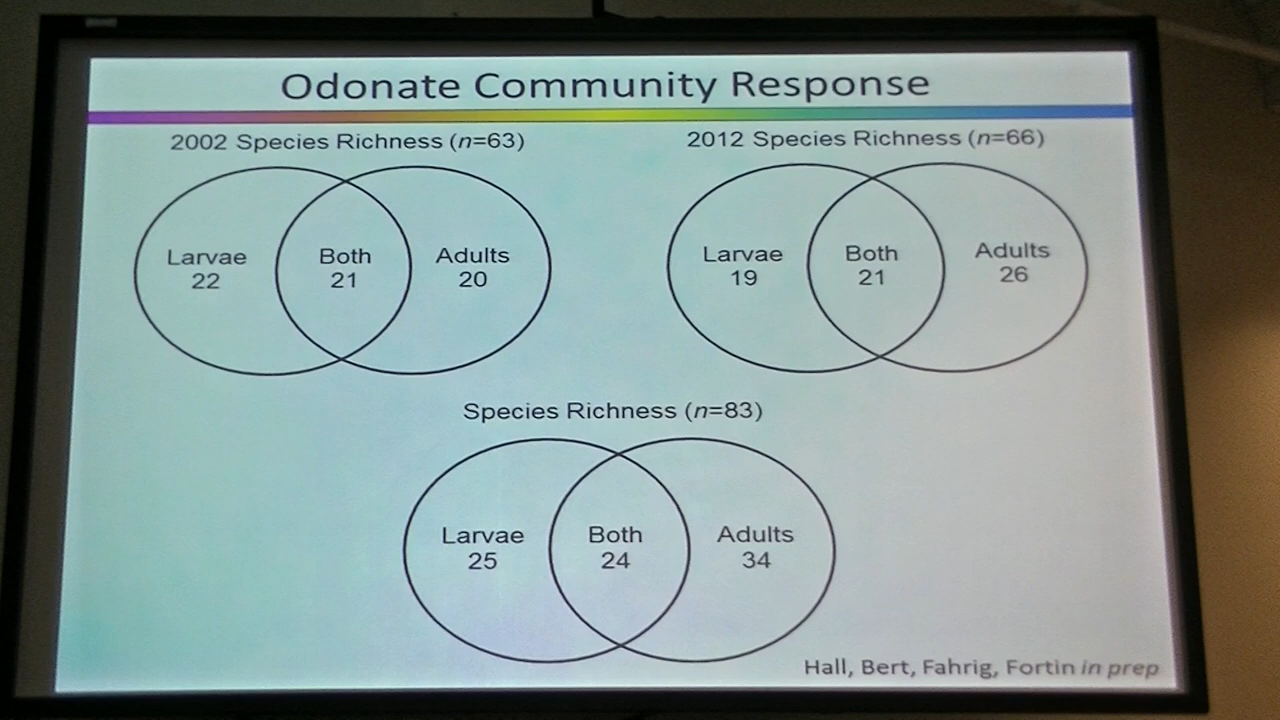 Odonate Community Response
2002 Species Richness (n=63)
Larvae
22
Both
21
Adults
20
2012 Species Richness (n=66)
Larvae
19
Both
21
Adults
26
Species Richness (n=83)
Larvae
25
Both
24
Adults
34
Hall, Bert, Fahrig, Fortin in prep